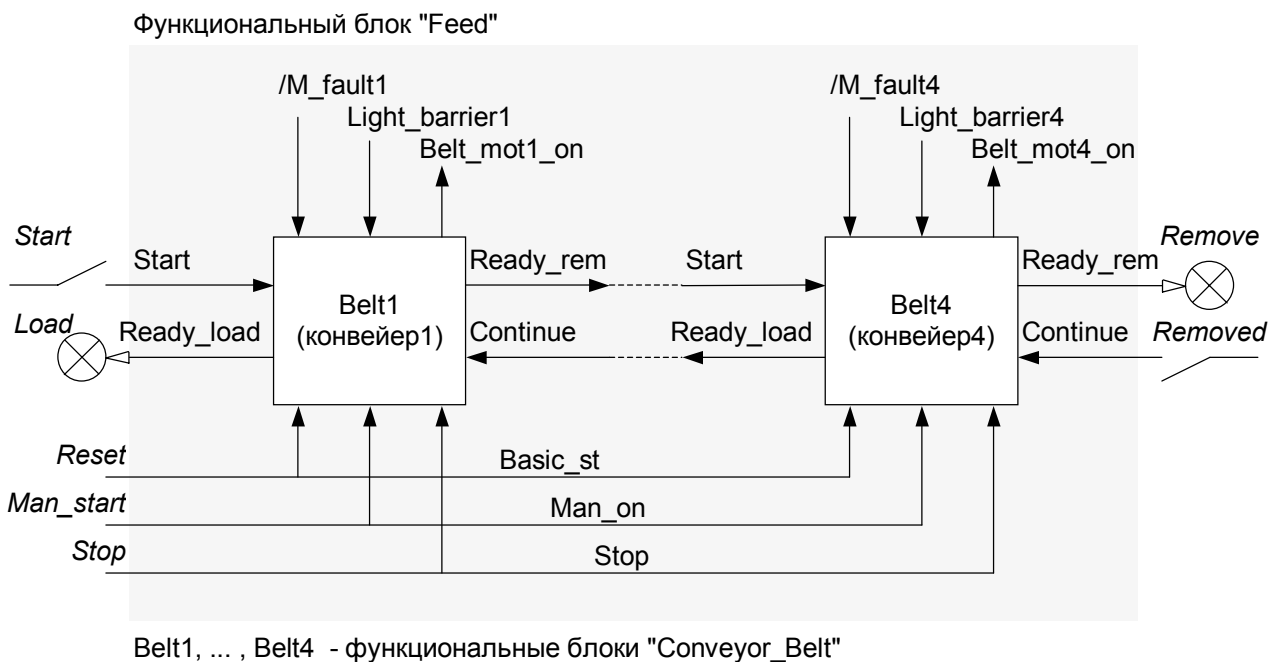 Функциональный блок "Feed"
/M_fault1 /M_fault4
Light_barrier1 Light_barrier4
Belt_mot1_on Belt_mot4_on
Start Remove
Start Ready_rem Start Ready_rem
Belt1 Belt4
(конвейер1) (конвейер4)
Load Ready_load Continue Ready_load Continue Removed
Reset Basic_st
Man_start Man_on
Stop Stop
Belt1, ... , Belt4 - функциональные блоки "Conveyor_Belt"